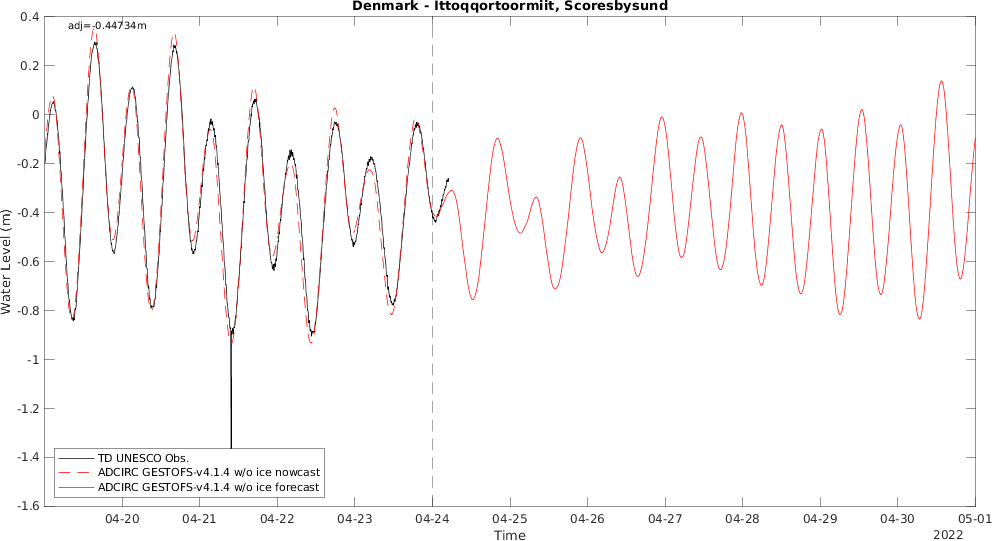 Denmark - Ittoqqortoormiit, Scoresbysund
adj=-0.44734m
0.4
0.2
0
-0.2
-0.4
-0.6
-0.8
-1
-1.2
-1.4
-1.6
Water Level (m)
TD UNESCO Obs.
ADCIRC GESTOFS-v4.1.4 w/o ice nowcast
ADCIRC GESTOFS-v4.1.4 w/o ice forecast
04-20 04-21 04-22 04-23 04-24 04-25 04-26 04-27 04-28 04-29 04-30 05-01
Time
2022